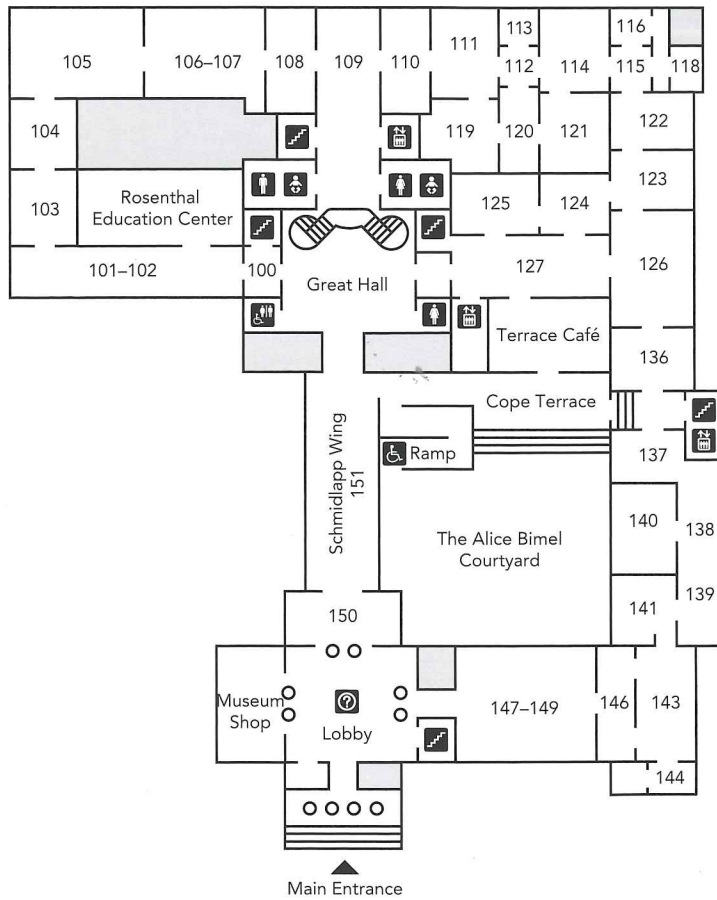 105
106–107
108
109
110
111
113
112
114
116
115
118
104
119
120
121
122
103
Rosenthal
Education Center
125
124
123
101–102
100
Great Hall
127
126
Terrace Café
136
Cope Terrace
Schmidlapp Wing
151
Ramp
137
140
138
The Alice Bimel
Courtyard
139
141
150
Museum
Shop
?
Lobby
147–149
146
143
144
Main Entrance